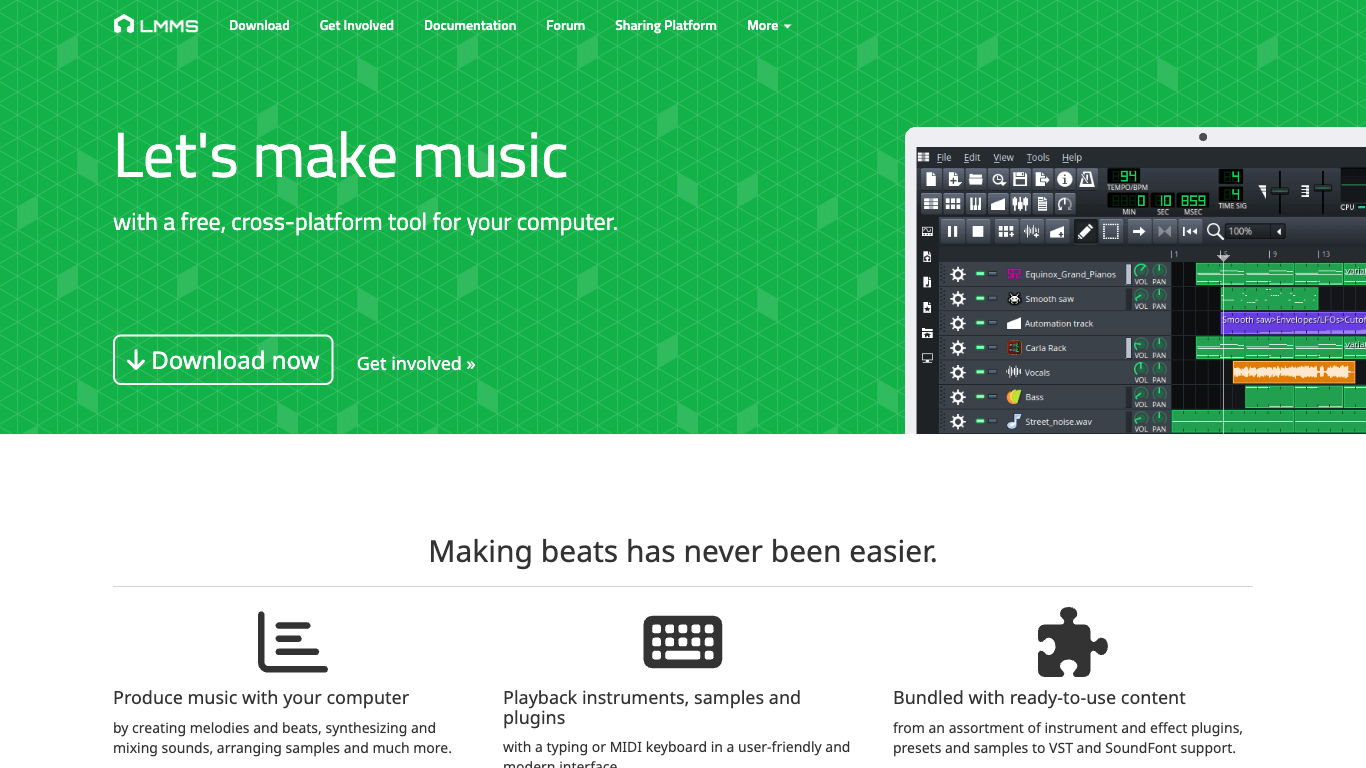 LMMS Download Get Involved Documentation Forum Sharing Platform More
Let's make music
with a free, cross-platform tool for your computer.
Download now Get involved »
File Edit View Tools Help
94
TEMPO/BPM
4
4
TIME SIG
0 10 859
MIN SEC MSEC
CPU
100%
1 5 9 13
Equinox_Grand_Pianos VOL PAN
Smooth saw VOL PAN
Automation track Smooth saw>Envelopes/LFOs>Cutof
Carla Rack VOL PAN
Vocals VOL PAN
Bass VOL PAN
Street_noise.wav VOL PAN
Making beats has never been easier.
Produce music with your computer
by creating melodies and beats, synthesizing and
mixing sounds, arranging samples and much more.
Playback instruments, samples and
plugins
with a typing or MIDI keyboard in a user-friendly and
modern interface.
Bundled with ready-to-use content
from an assortment of instrument and effect plugins,
presets and samples to VST and SoundFont support.